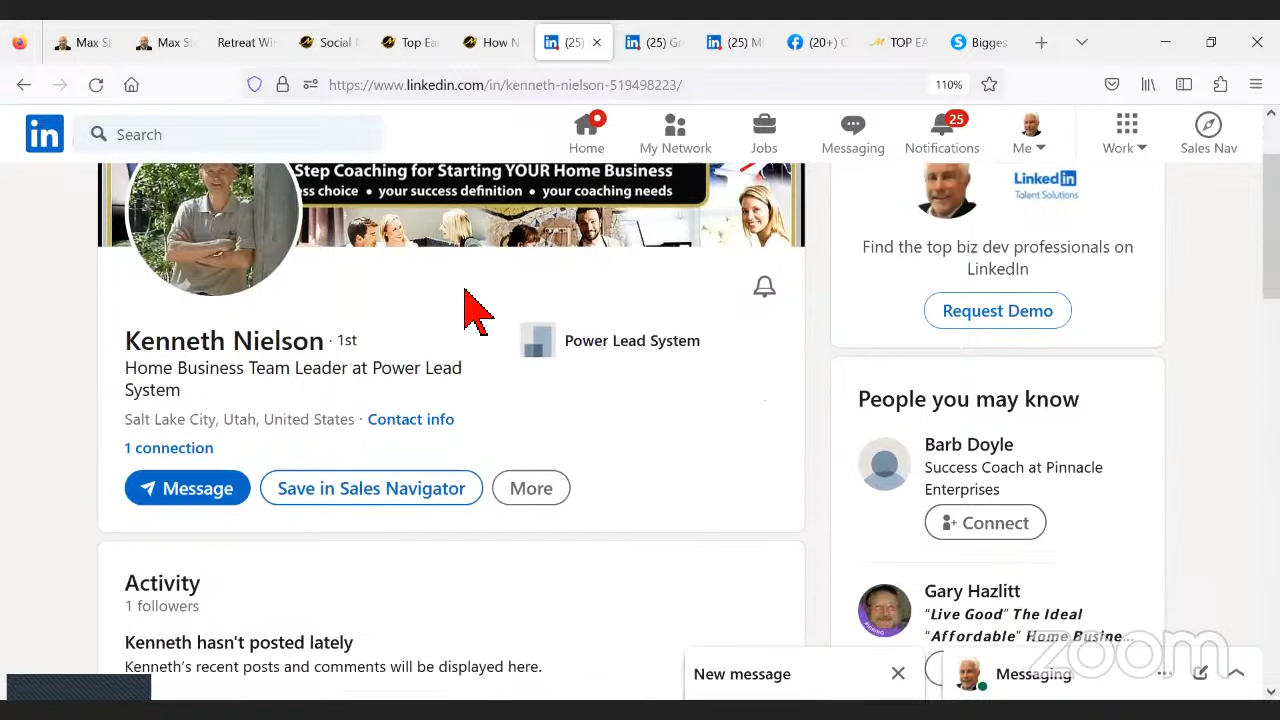 Max St
Max St
Retreat Wi
Social
Top Ea
How N
(25)
(25) G
(25) M
(20+) C
TOP EA
Bigges
https://www.linkedin.com/in/kenneth-nielson-519498223/
110%
in
Search
Home
My Network
Jobs
Messaging
25
Notifications
Me
Work
Sales Nav
Step Coaching for Starting YOUR Home Business
ess choice • your success definition • your coaching needs
Kenneth Nielson · 1st
Home Business Team Leader at Power Lead
System
Salt Lake City, Utah, United States · Contact info
1 connection
Message
Save in Sales Navigator
More
Power Lead System
Activity
1 followers
Kenneth hasn't posted lately
Kenneth's recent posts and comments will be displayed here.
Linked in
Talent Solutions
Find the top biz dev professionals on
LinkedIn
Request Demo
People you may know
Barb Doyle
Success Coach at Pinnacle
Enterprises
Connect
Gary Hazlitt
"Live Good" The Ideal
"Affordable" Home Busine...
New message
Messaging
zoom